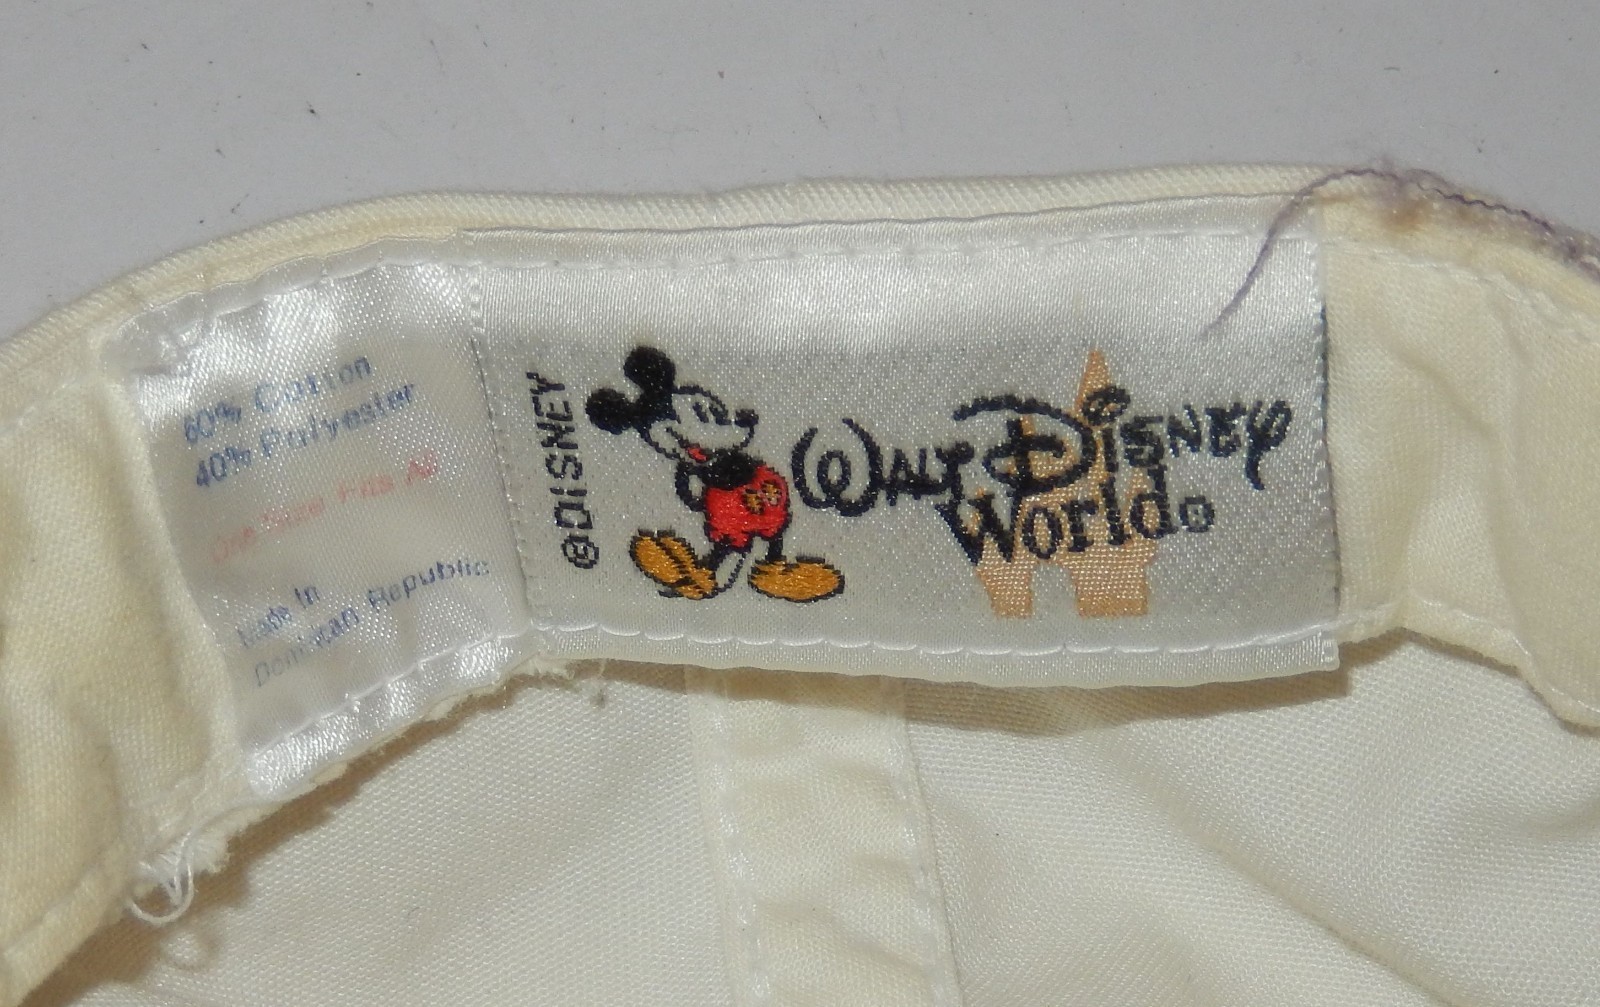 60% Cotton
40% Polyester
One Size Fits All
Made In
Dominican Republic
©DISNEY
WALT DISNEY
World®